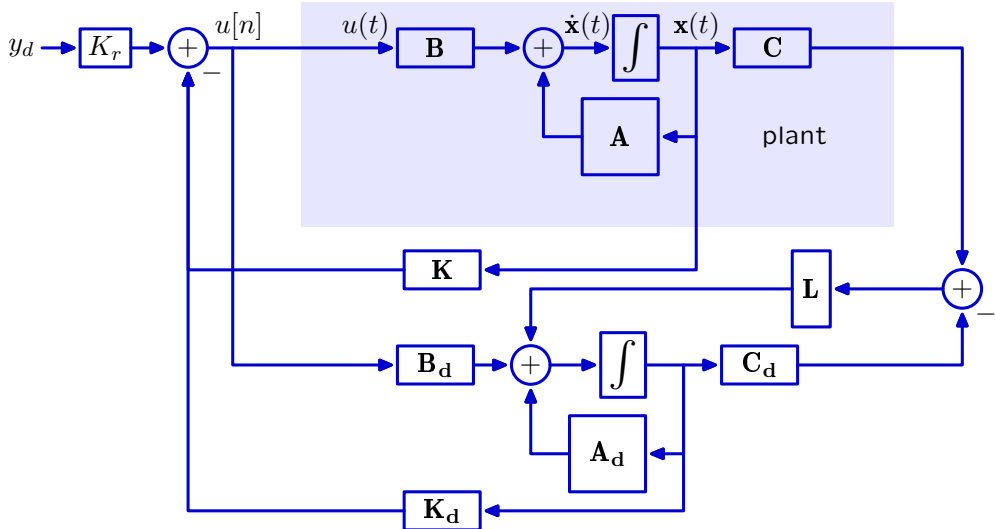 y_d K_r + u[n] u(t) B + ẋ(t) ∫ x(t) C
−
A plant
K L + −
B_d + ∫ C_d
A_d
K_d